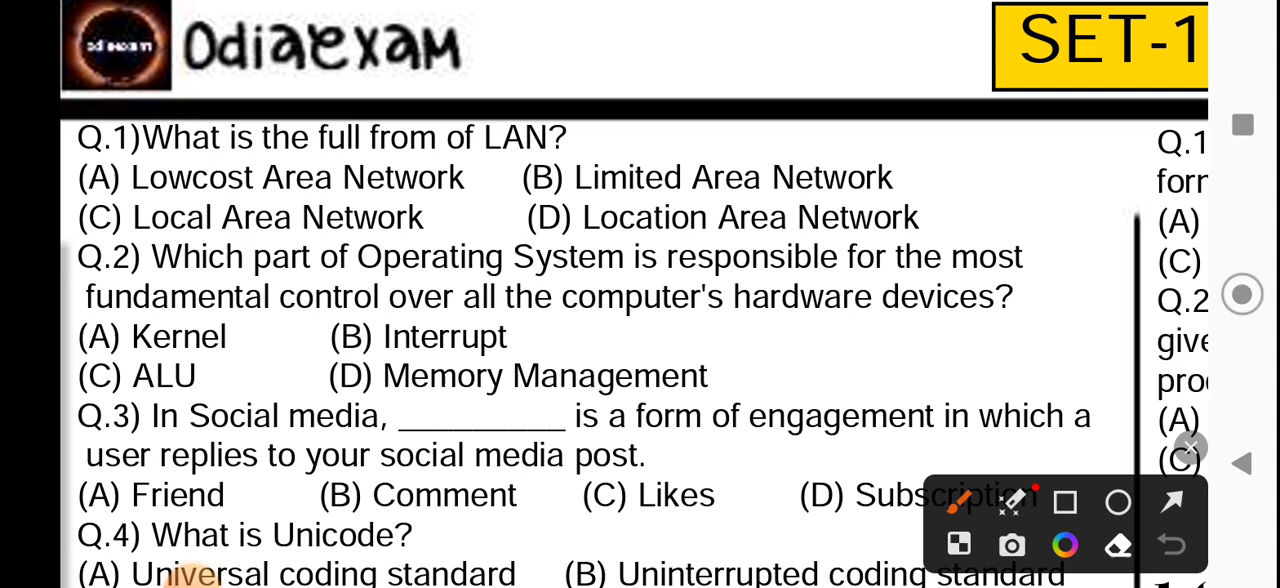 odiaexam
Odiaexam
SET-1
Q.1)What is the full from of LAN?
(A) Lowcost Area Network (B) Limited Area Network
(C) Local Area Network (D) Location Area Network
Q.2) Which part of Operating System is responsible for the most
fundamental control over all the computer's hardware devices?
(A) Kernel (B) Interrupt
(C) ALU (D) Memory Management
Q.3) In Social media, _________ is a form of engagement in which a
user replies to your social media post.
(A) Friend (B) Comment (C) Likes (D) Subscription
Q.4) What is Unicode?
(A) Universal coding standard (B) Uninterrupted coding standard
Q.1
(A)
(C)
Q.2
(A)
(C)